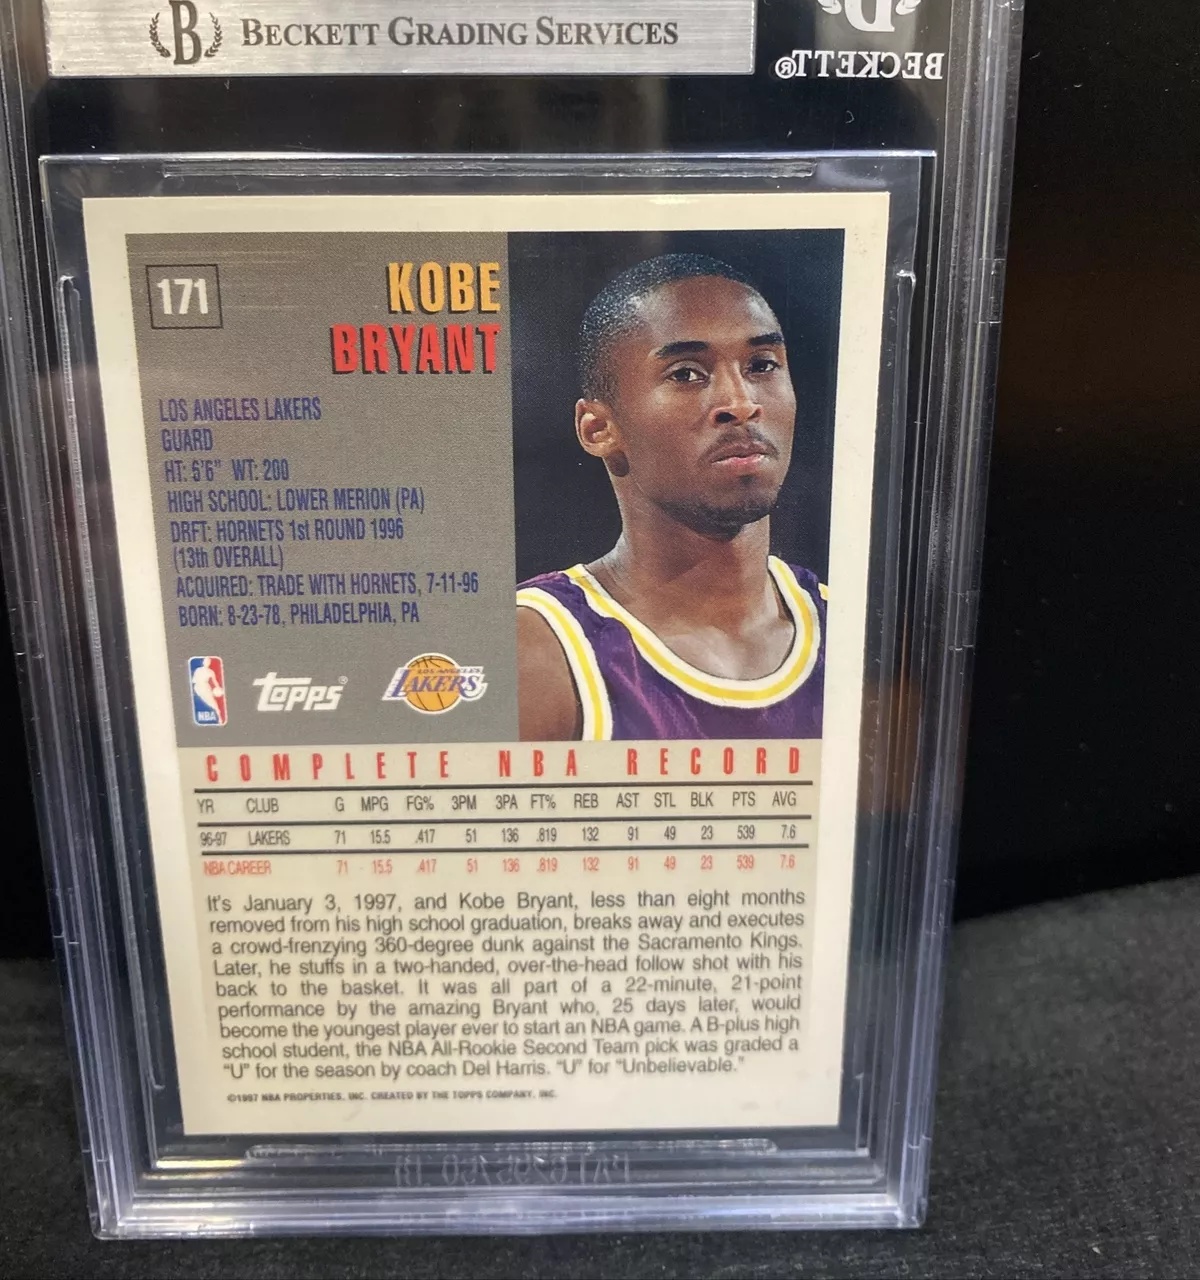 B BECKETT GRADING SERVICES
BECKETT®
171
KOBE
BRYANT
LOS ANGELES LAKERS
GUARD
HT: 6'6" WT: 200
HIGH SCHOOL: LOWER MERION (PA)
DRFT: HORNETS 1st ROUND 1996
(13th OVERALL)
ACQUIRED: TRADE WITH HORNETS, 7-11-96
BORN: 8-23-78, PHILADELPHIA, PA
NBA Topps® LOS ANGELES LAKERS
COMPLETE NBA RECORD
YR CLUB G MPG FG% 3PM 3PA FT% REB AST STL BLK PTS AVG
96-97 LAKERS 71 15.5 .417 51 136 .819 132 91 49 23 539 7.6
NBA CAREER 71 15.5 .417 51 136 .819 132 91 49 23 539 7.6
It's January 3, 1997, and Kobe Bryant, less than eight months
removed from his high school graduation, breaks away and executes
a crowd-frenzying 360-degree dunk against the Sacramento Kings.
Later, he stuffs in a two-handed, over-the-head follow shot with his
back to the basket. It was all part of a 22-minute, 21-point
performance by the amazing Bryant who, 25 days later, would
become the youngest player ever to start an NBA game. A B-plus high
school student, the NBA All-Rookie Second Team pick was graded a
"U" for the season by coach Del Harris. "U" for "Unbelievable."
©1997 NBA PROPERTIES, INC. CREATED BY THE TOPPS COMPANY, INC.